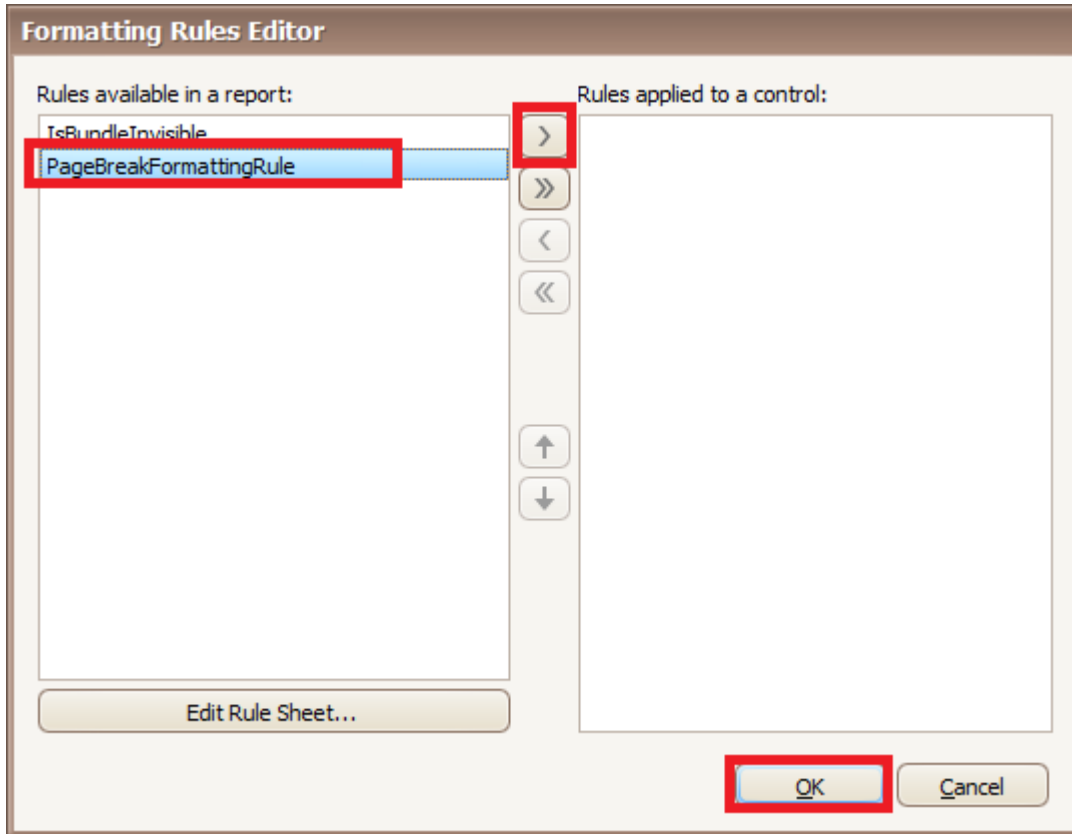 Formatting Rules Editor
Rules available in a report:
Rules applied to a control:
IsBundleInvisible
PageBreakFormattingRule
Edit Rule Sheet...
OK
Cancel